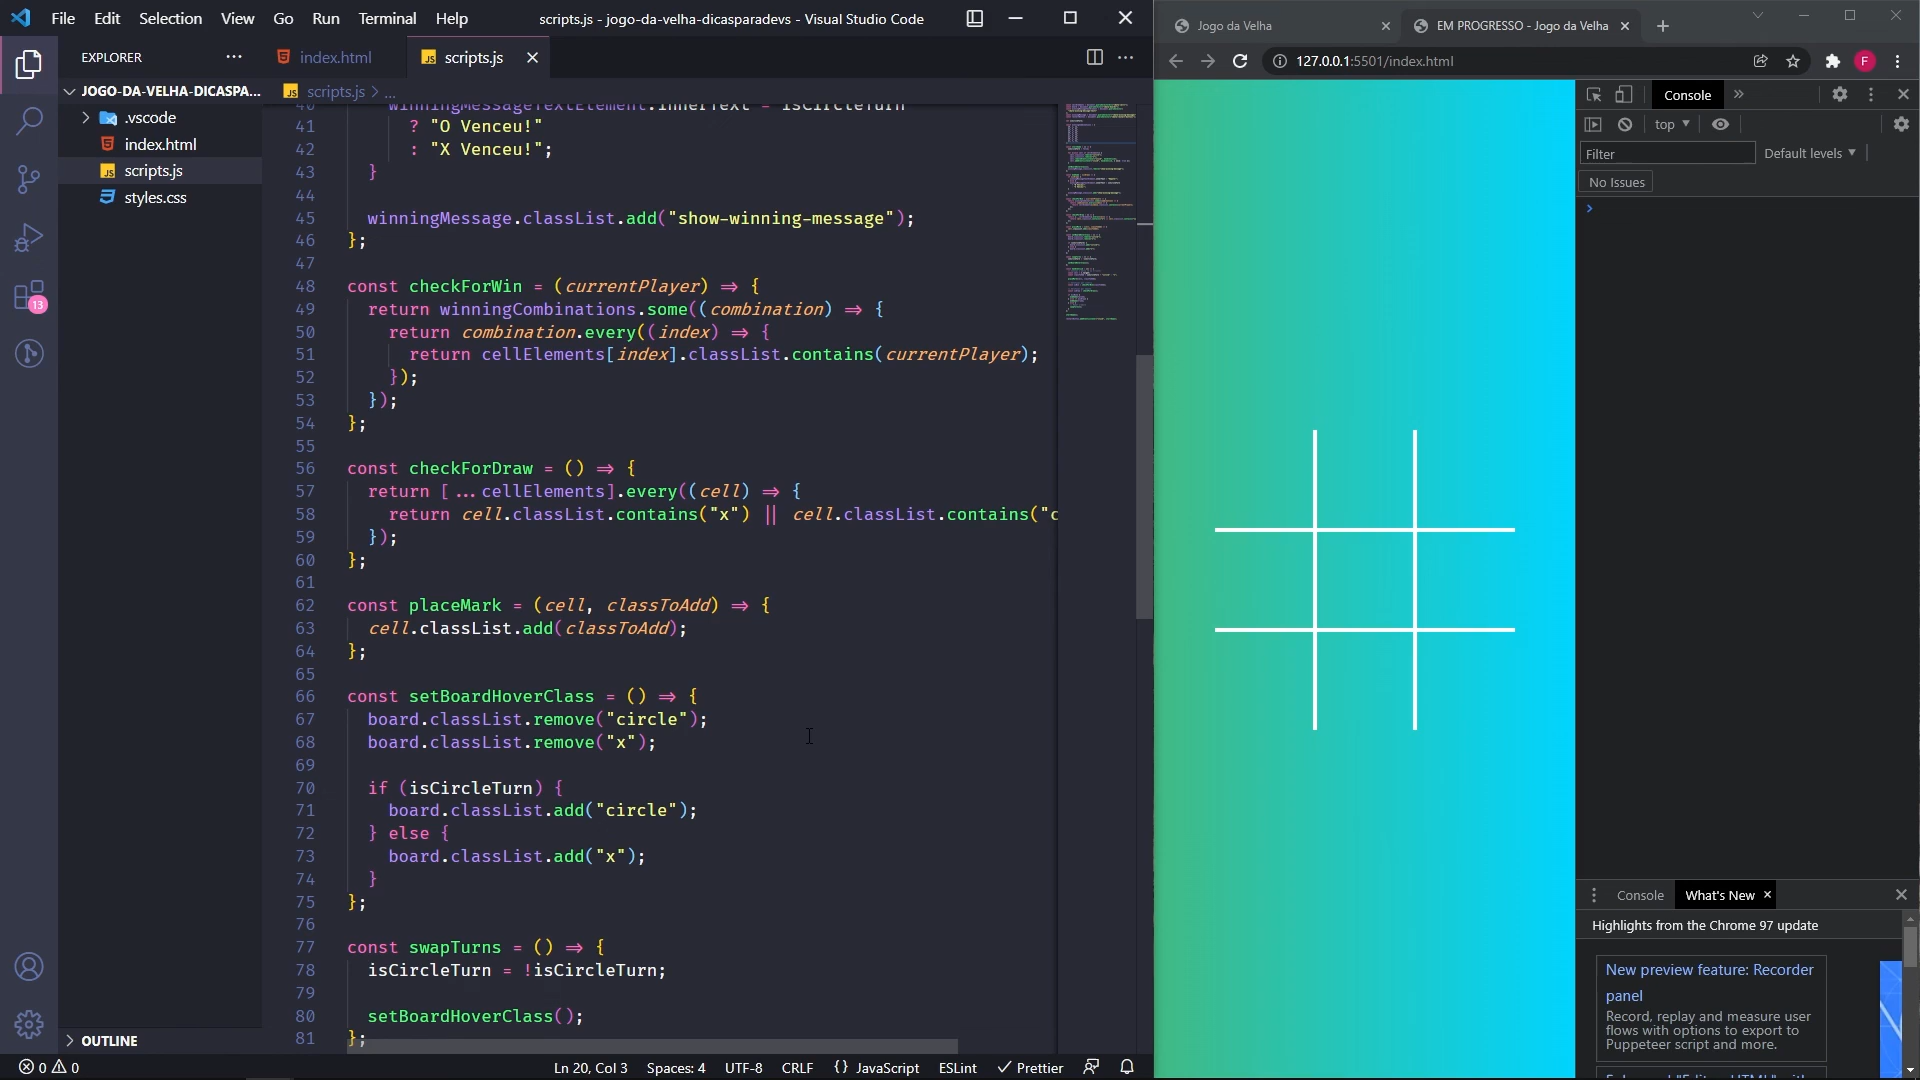 File Edit Selection View Go Run Terminal Help
scripts.js - jogo-da-velha-dicasparadevs - Visual Studio Code
EXPLORER
JOGO-DA-VELHA-DICASPA...
.vscode
index.html
scripts.js
styles.css
OUTLINE
13
index.html
scripts.js
scripts.js > ...
40 winningMessageTextElement.innerText = isCircleTurn
41 ? "O Venceu!"
42 : "X Venceu!";
43 }
44
45 winningMessage.classList.add("show-winning-message");
46 };
47
48 const checkForWin = (currentPlayer) => {
49 return winningCombinations.some((combination) => {
50 return combination.every((index) => {
51 return cellElements[index].classList.contains(currentPlayer);
52 });
53 });
54 };
55
56 const checkForDraw = () => {
57 return [...cellElements].every((cell) => {
58 return cell.classList.contains("x") || cell.classList.contains("c
59 });
60 };
61
62 const placeMark = (cell, classToAdd) => {
63 cell.classList.add(classToAdd);
64 };
65
66 const setBoardHoverClass = () => {
67 board.classList.remove("circle");
68 board.classList.remove("x");
69
70 if (isCircleTurn) {
71 board.classList.add("circle");
72 } else {
73 board.classList.add("x");
74 }
75 };
76
77 const swapTurns = () => {
78 isCircleTurn = !isCircleTurn;
79
80 setBoardHoverClass();
81 };
0 0
Ln 20, Col 3 Spaces: 4 UTF-8 CRLF {} JavaScript ESLint Prettier
Jogo da Velha
EM PROGRESSO - Jogo da Velha
127.0.0.1:5501/index.html
F
Console
top
Filter
Default levels
No Issues
Console
What's New
Highlights from the Chrome 97 update
New preview feature: Recorder
panel
Record, replay and measure user
flows with options to export to
Puppeteer script and more.